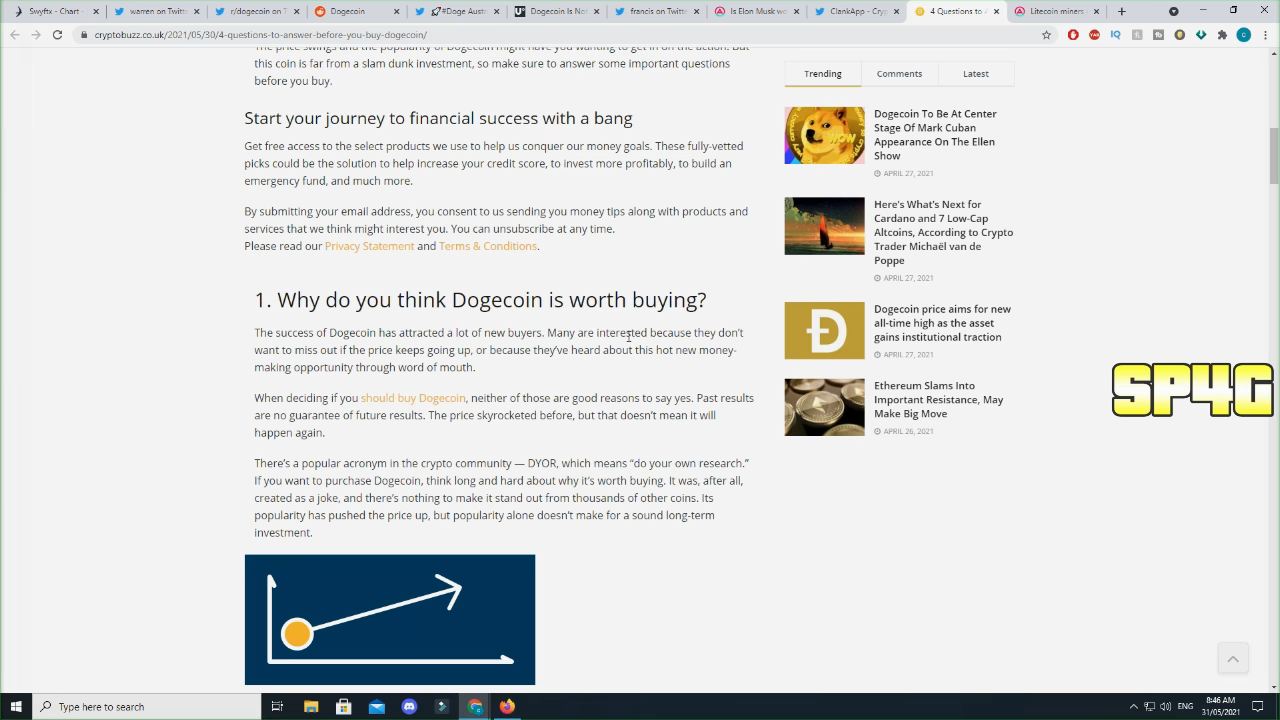 Swyftx - Chart
warren on Twitt
r/dogecoin on T
Dogecoin
#Doge Aust
Dogecoin Is Not
francis on Twitt
Is Elon Musk wo
ClankApp - Cryp
4 Questions to A
Litecoin miners
cryptobuzz.co.uk/2021/05/30/4-questions-to-answer-before-you-buy-dogecoin/
The price swings and the popularity of Dogecoin might have you wanting to get in on the action. But
this coin is far from a slam dunk investment, so make sure to answer some important questions
before you buy.
Start your journey to financial success with a bang
Get free access to the select products we use to help us conquer our money goals. These fully-vetted
picks could be the solution to help increase your credit score, to invest more profitably, to build an
emergency fund, and much more.
By submitting your email address, you consent to us sending you money tips along with products and
services that we think might interest you. You can unsubscribe at any time.
Please read our Privacy Statement and Terms & Conditions.
1. Why do you think Dogecoin is worth buying?
The success of Dogecoin has attracted a lot of new buyers. Many are interested because they don't
want to miss out if the price keeps going up, or because they've heard about this hot new money-
making opportunity through word of mouth.
When deciding if you should buy Dogecoin, neither of those are good reasons to say yes. Past results
are no guarantee of future results. The price skyrocketed before, but that doesn't mean it will
happen again.
There's a popular acronym in the crypto community — DYOR, which means “do your own research.”
If you want to purchase Dogecoin, think long and hard about why it's worth buying. It was, after all,
created as a joke, and there's nothing to make it stand out from thousands of other coins. Its
popularity has pushed the price up, but popularity alone doesn't make for a sound long-term
investment.
Trending
Comments
Latest
WOW
Dogecoin To Be At Center
Stage Of Mark Cuban
Appearance On The Ellen
Show
APRIL 27, 2021
Here's What's Next for
Cardano and 7 Low-Cap
Altcoins, According to Crypto
Trader Michaël van de
Poppe
APRIL 27, 2021
Dogecoin price aims for new
all-time high as the asset
gains institutional traction
APRIL 27, 2021
Ethereum Slams Into
Important Resistance, May
Make Big Move
APRIL 26, 2021
SP4G
Type here to search
ENG
8:46 AM
31/05/2021